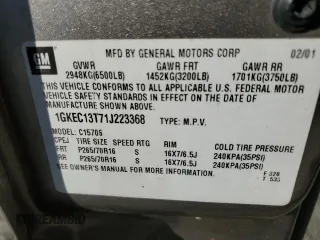 GM
MFD BY GENERAL MOTORS CORP 02/01
GVWR GAWR FRT GAWR RR
2948KG(6500LB) 1452KG(3200LB) 1701KG(3750LB)
THIS VEHICLE CONFORMS TO ALL APPLICABLE U.S. FEDERAL MOTOR
VEHICLE SAFETY STANDARDS IN EFFECT ON THE DATE OF
MANUFACTURE SHOWN ABOVE.
1GKEC13T71J223368 TYPE: M.P.V.
C15706
CPEJ TIRE SIZE SPEED RTG RIM COLD TIRE PRESSURE
FRT P265/70R16 S 16X7/6.5J 240KPA(35PSI)
RR P265/70R16 S 16X7/6.5J 240KPA(35PSI)
SEE OWNER'S MANUAL FOR MORE INFORMATION.